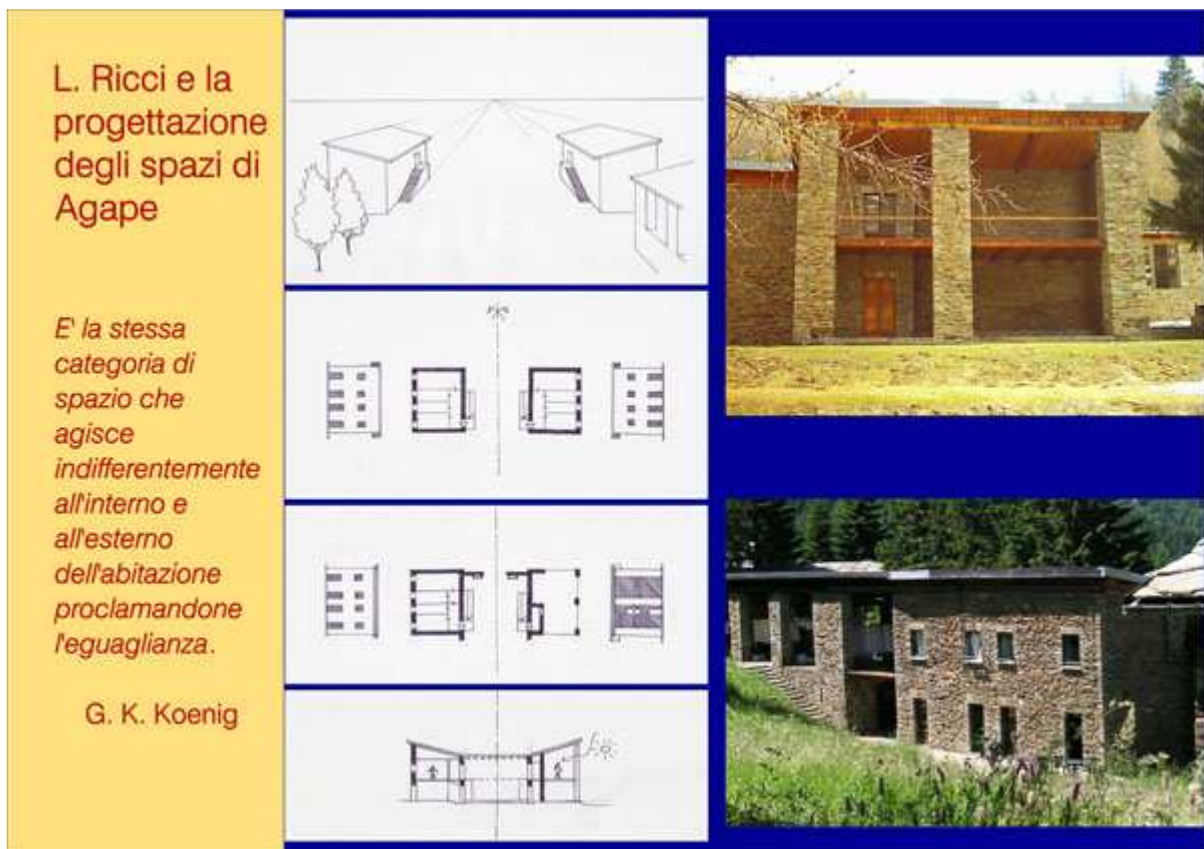 L. Ricci e la
progettazione
degli spazi di
Agape
E' la stessa
categoria di
spazio che
agisce
indifferentemente
all'interno e
all'esterno
dell'abitazione
proclamandone
l'eguaglianza.
G. K. Koenig